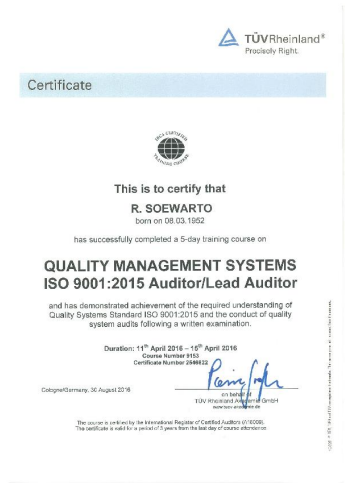 TÜVRheinland®
Precisely Right.
Certificate
IRCA CERTIFIED
TRAINING COURSE
This is to certify that
R. SOEWARTO
born on 08.03.1952
has successfully completed a 5-day training course on
QUALITY MANAGEMENT SYSTEMS
ISO 9001:2015 Auditor/Lead Auditor
and has demonstrated achievement of the required understanding of
Quality Systems Standard ISO 9001:2015 and the conduct of quality
system audits following a written examination.
Duration: 11th April 2016 – 15th April 2016
Course Number 9153
Certificate Number 2546822
Cologne/Germany, 30 August 2016
on behalf of
TÜV Rheinland Akademie GmbH
The course is certified by the International Register of Certified Auditors (A18009).
The certificate is valid for a period of 3 years from the last day of course attendance